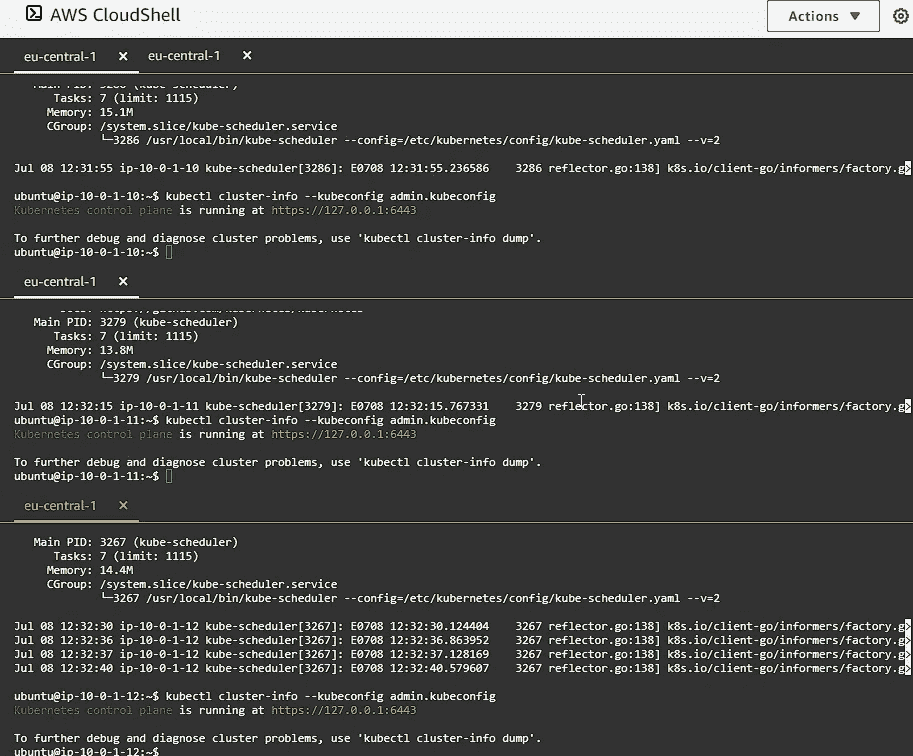 AWS CloudShell
Actions
eu-central-1 ×
eu-central-1 ×
Main PID: 3286 (kube-scheduler)
Tasks: 7 (limit: 1115)
Memory: 15.1M
CGroup: /system.slice/kube-scheduler.service
└─3286 /usr/local/bin/kube-scheduler --config=/etc/kubernetes/config/kube-scheduler.yaml --v=2
Jul 08 12:31:55 ip-10-0-1-10 kube-scheduler[3286]: E0708 12:31:55.236586    3286 reflector.go:138] k8s.io/client-go/informers/factory.g>
ubuntu@ip-10-0-1-10:~$ kubectl cluster-info --kubeconfig admin.kubeconfig
Kubernetes control plane is running at https://127.0.0.1:6443
To further debug and diagnose cluster problems, use 'kubectl cluster-info dump'.
ubuntu@ip-10-0-1-10:~$
eu-central-1 ×
Main PID: 3279 (kube-scheduler)
Tasks: 7 (limit: 1115)
Memory: 13.8M
CGroup: /system.slice/kube-scheduler.service
└─3279 /usr/local/bin/kube-scheduler --config=/etc/kubernetes/config/kube-scheduler.yaml --v=2
Jul 08 12:32:15 ip-10-0-1-11 kube-scheduler[3279]: E0708 12:32:15.767331    3279 reflector.go:138] k8s.io/client-go/informers/factory.g>
ubuntu@ip-10-0-1-11:~$ kubectl cluster-info --kubeconfig admin.kubeconfig
Kubernetes control plane is running at https://127.0.0.1:6443
To further debug and diagnose cluster problems, use 'kubectl cluster-info dump'.
ubuntu@ip-10-0-1-11:~$
eu-central-1 ×
Main PID: 3267 (kube-scheduler)
Tasks: 7 (limit: 1115)
Memory: 14.4M
CGroup: /system.slice/kube-scheduler.service
└─3267 /usr/local/bin/kube-scheduler --config=/etc/kubernetes/config/kube-scheduler.yaml --v=2
Jul 08 12:32:30 ip-10-0-1-12 kube-scheduler[3267]: E0708 12:32:30.124404    3267 reflector.go:138] k8s.io/client-go/informers/factory.g>
Jul 08 12:32:36 ip-10-0-1-12 kube-scheduler[3267]: E0708 12:32:36.863952    3267 reflector.go:138] k8s.io/client-go/informers/factory.g>
Jul 08 12:32:37 ip-10-0-1-12 kube-scheduler[3267]: E0708 12:32:37.128169    3267 reflector.go:138] k8s.io/client-go/informers/factory.g>
Jul 08 12:32:40 ip-10-0-1-12 kube-scheduler[3267]: E0708 12:32:40.579607    3267 reflector.go:138] k8s.io/client-go/informers/factory.g>
ubuntu@ip-10-0-1-12:~$ kubectl cluster-info --kubeconfig admin.kubeconfig
Kubernetes control plane is running at https://127.0.0.1:6443
To further debug and diagnose cluster problems, use 'kubectl cluster-info dump'.
ubuntu@ip-10-0-1-12:~$